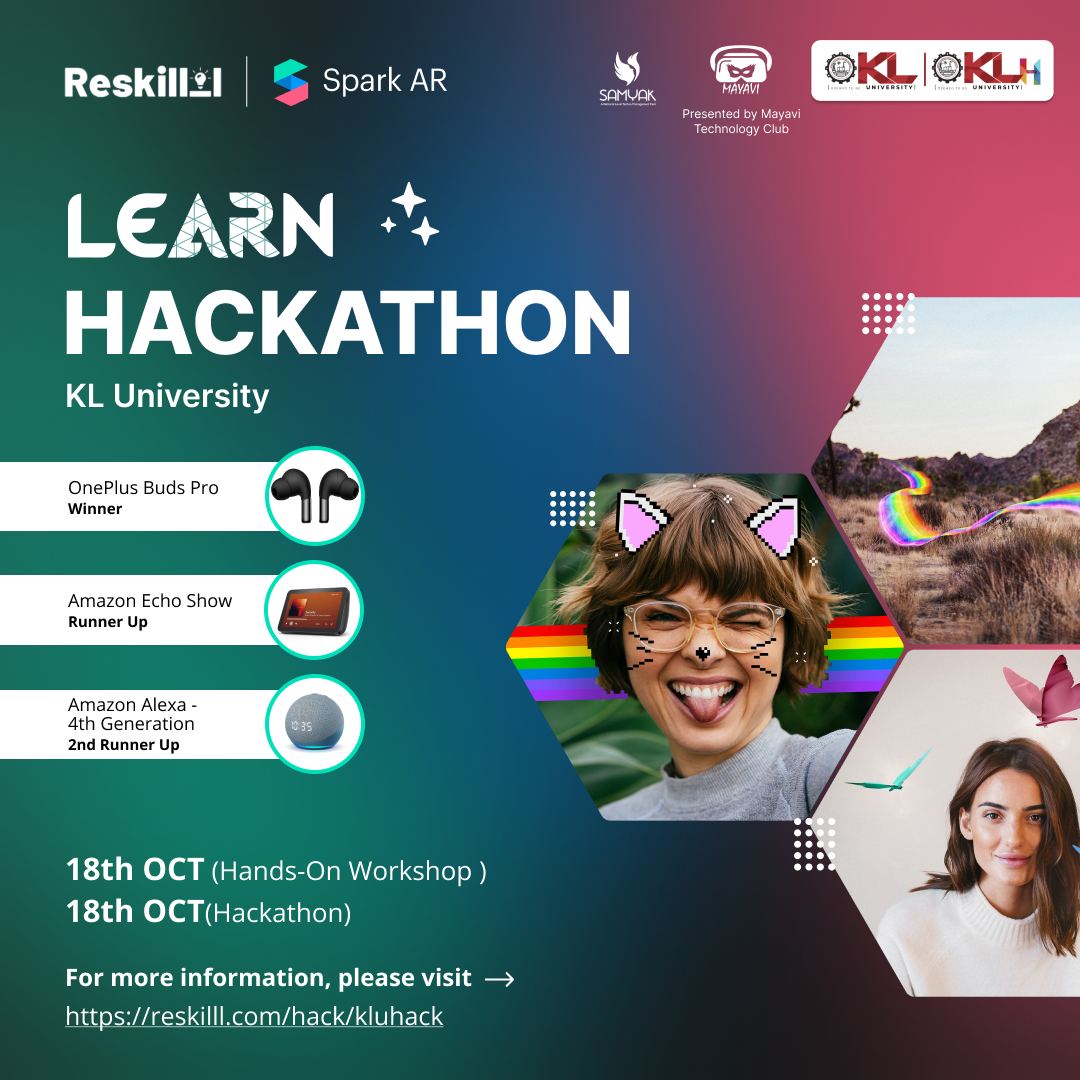 Reskilll
Spark AR
SAMYAK
MAYAVI
Presented by Mayavi
Technology Club
KL
UNIVERSITY
KLH
UNIVERSITY
LEARN
HACKATHON
KL University
OnePlus Buds Pro
Winner
Amazon Echo Show
Runner Up
Amazon Alexa -
4th Generation
2nd Runner Up
10:35
18th OCT (Hands-On Workshop )
18th OCT(Hackathon)
For more information, please visit →
https://reskilll.com/hack/kluhack